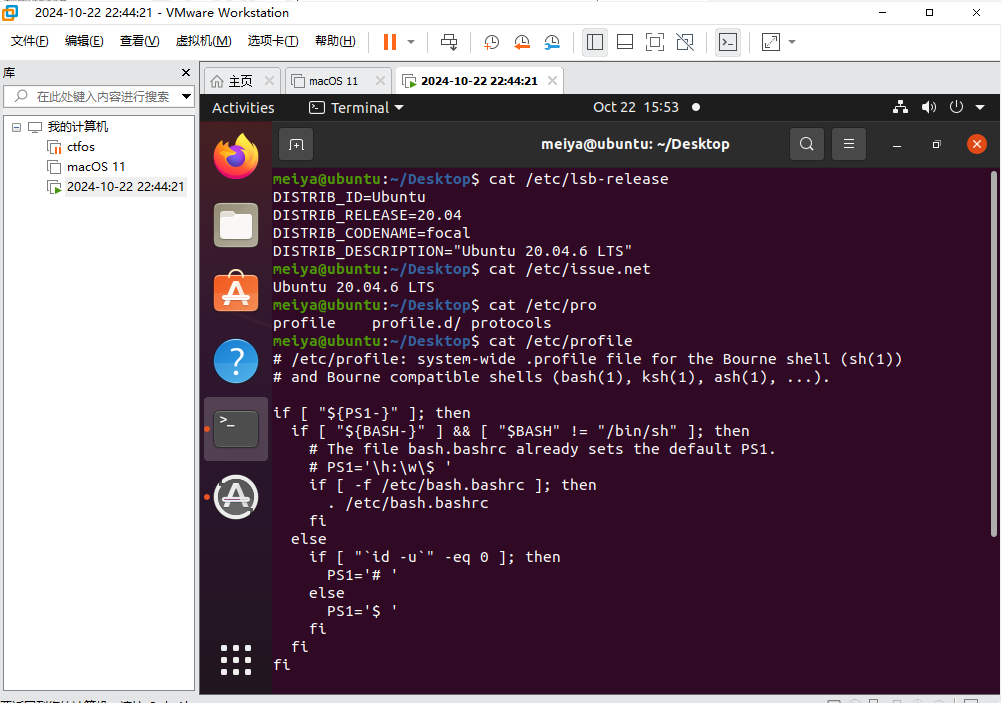 2024-10-22 22:44:21 - VMware Workstation
文件(F) 编辑(E) 查看(V) 虚拟机(M) 选项卡(T) 帮助(H)
库
在此处键入内容进行搜索
我的计算机
ctfos
macOS 11
2024-10-22 22:44:21
主页 macOS 11 2024-10-22 22:44:21
Activities Terminal Oct 22 15:53
meiya@ubuntu: ~/Desktop
meiya@ubuntu:~/Desktop$ cat /etc/lsb-release
DISTRIB_ID=Ubuntu
DISTRIB_RELEASE=20.04
DISTRIB_CODENAME=focal
DISTRIB_DESCRIPTION="Ubuntu 20.04.6 LTS"
meiya@ubuntu:~/Desktop$ cat /etc/issue.net
Ubuntu 20.04.6 LTS
meiya@ubuntu:~/Desktop$ cat /etc/pro
profile    profile.d/ protocols
meiya@ubuntu:~/Desktop$ cat /etc/profile
# /etc/profile: system-wide .profile file for the Bourne shell (sh(1))
# and Bourne compatible shells (bash(1), ksh(1), ash(1), ...).
if [ "${PS1-}" ]; then
  if [ "${BASH-}" ] && [ "$BASH" != "/bin/sh" ]; then
    # The file bash.bashrc already sets the default PS1.
    # PS1='\h:\w\$ '
    if [ -f /etc/bash.bashrc ]; then
      . /etc/bash.bashrc
    fi
  else
    if [ "`id -u`" -eq 0 ]; then
      PS1='# '
    else
      PS1='$ '
    fi
  fi
fi